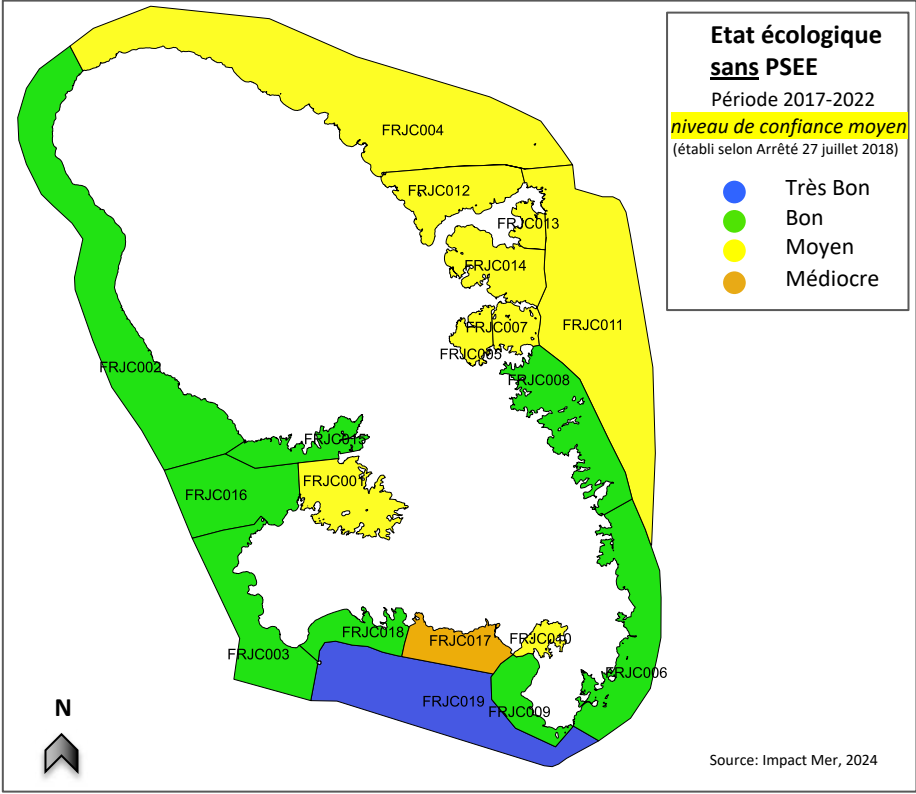 Etat écologique
sans PSEE
Période 2017-2022
niveau de confiance moyen
(établi selon Arrêté 27 juillet 2018)
Très Bon
Bon
Moyen
Médiocre
FRJC004
FRJC012
FRJC013
FRJC014
FRJC011
FRJC007
FRJC005
FRJC002
FRJC008
FRJC015
FRJC001
FRJC016
FRJC018
FRJC017
FRJC010
FRJC003
FRJC006
FRJC019
FRJC009
N
Source: Impact Mer, 2024